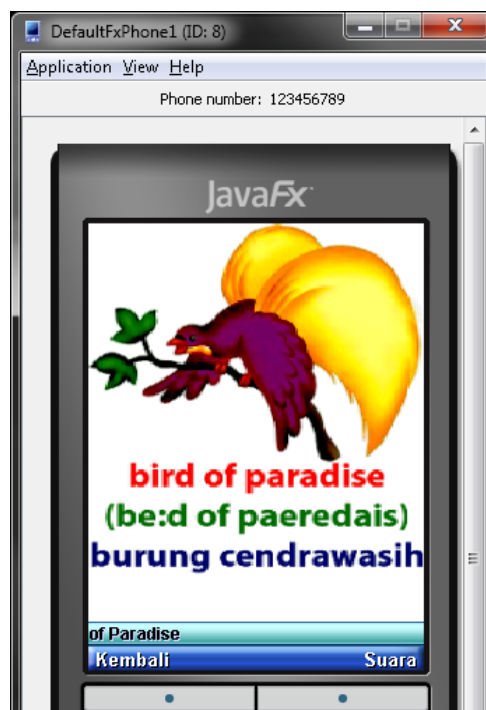 DefaultFxPhone1 (ID: 8)
Application View Help
Phone number: 123456789
JavaFx
bird of paradise
(be:d of paeredais)
burung cendrawasih
of Paradise
Kembali Suara